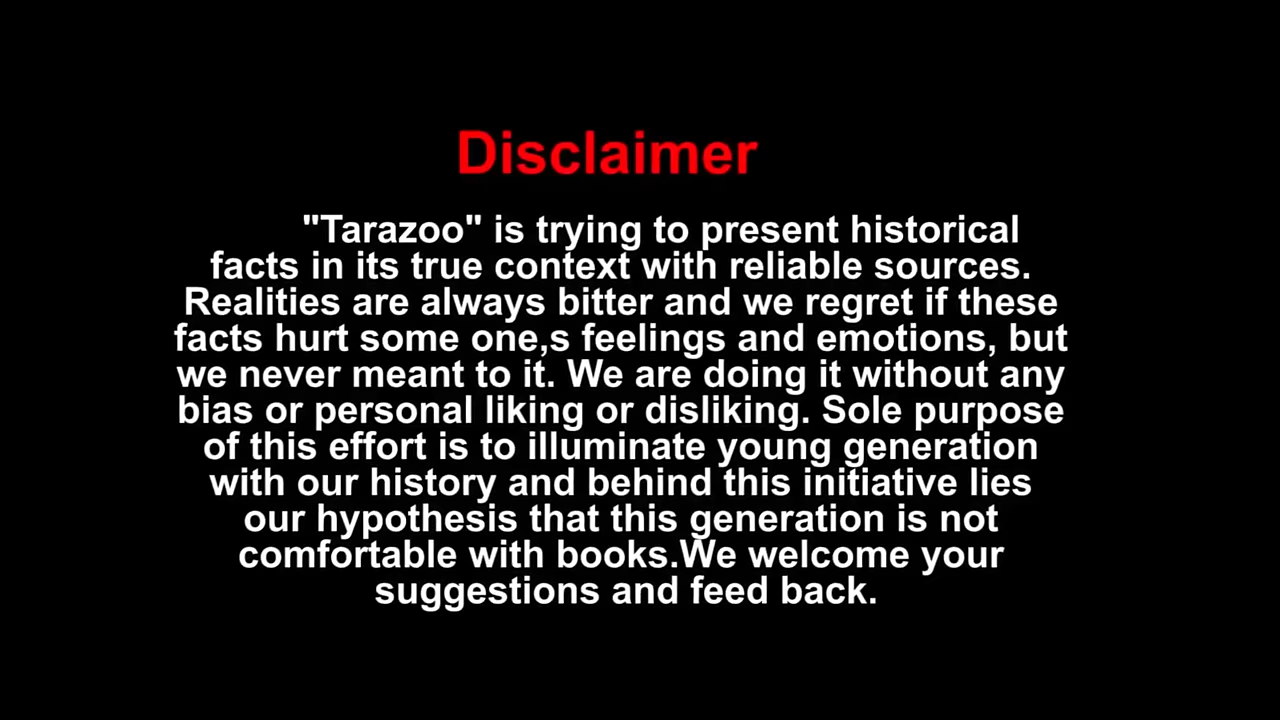 Disclaimer
"Tarazoo" is trying to present historical
facts in its true context with reliable sources.
Realities are always bitter and we regret if these
facts hurt some one,s feelings and emotions, but
we never meant to it. We are doing it without any
bias or personal liking or disliking. Sole purpose
of this effort is to illuminate young generation
with our history and behind this initiative lies
our hypothesis that this generation is not
comfortable with books.We welcome your
suggestions and feed back.